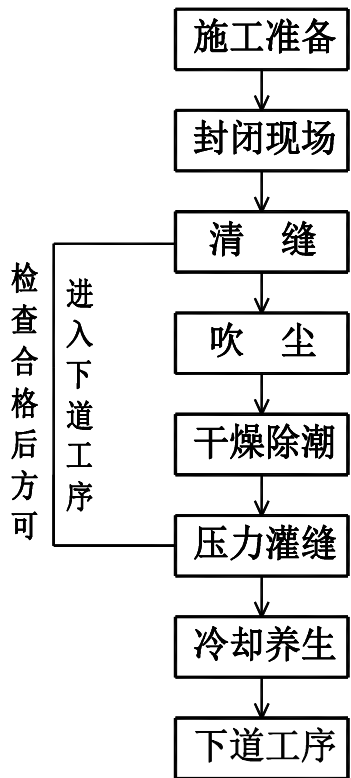 施工准备
封闭现场
清 缝
吹 尘
干燥除潮
压力灌缝
冷却养生
下道工序
检查合格后方可
进入下道工序